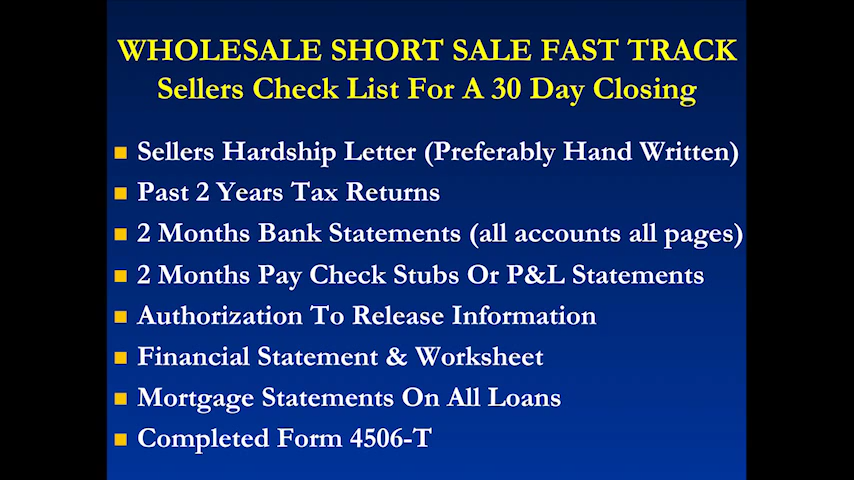 WHOLESALE SHORT SALE FAST TRACK
Sellers Check List For A 30 Day Closing
Sellers Hardship Letter (Preferably Hand Written)
Past 2 Years Tax Returns
2 Months Bank Statements (all accounts all pages)
2 Months Pay Check Stubs Or P&L Statements
Authorization To Release Information
Financial Statement & Worksheet
Mortgage Statements On All Loans
Completed Form 4506-T